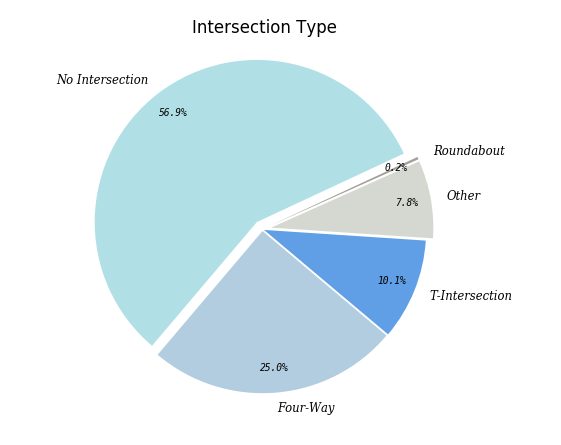 Intersection Type
No Intersection
56.9%
Roundabout
0.2%
Other
7.8%
10.1%
T-Intersection
25.0%
Four-Way